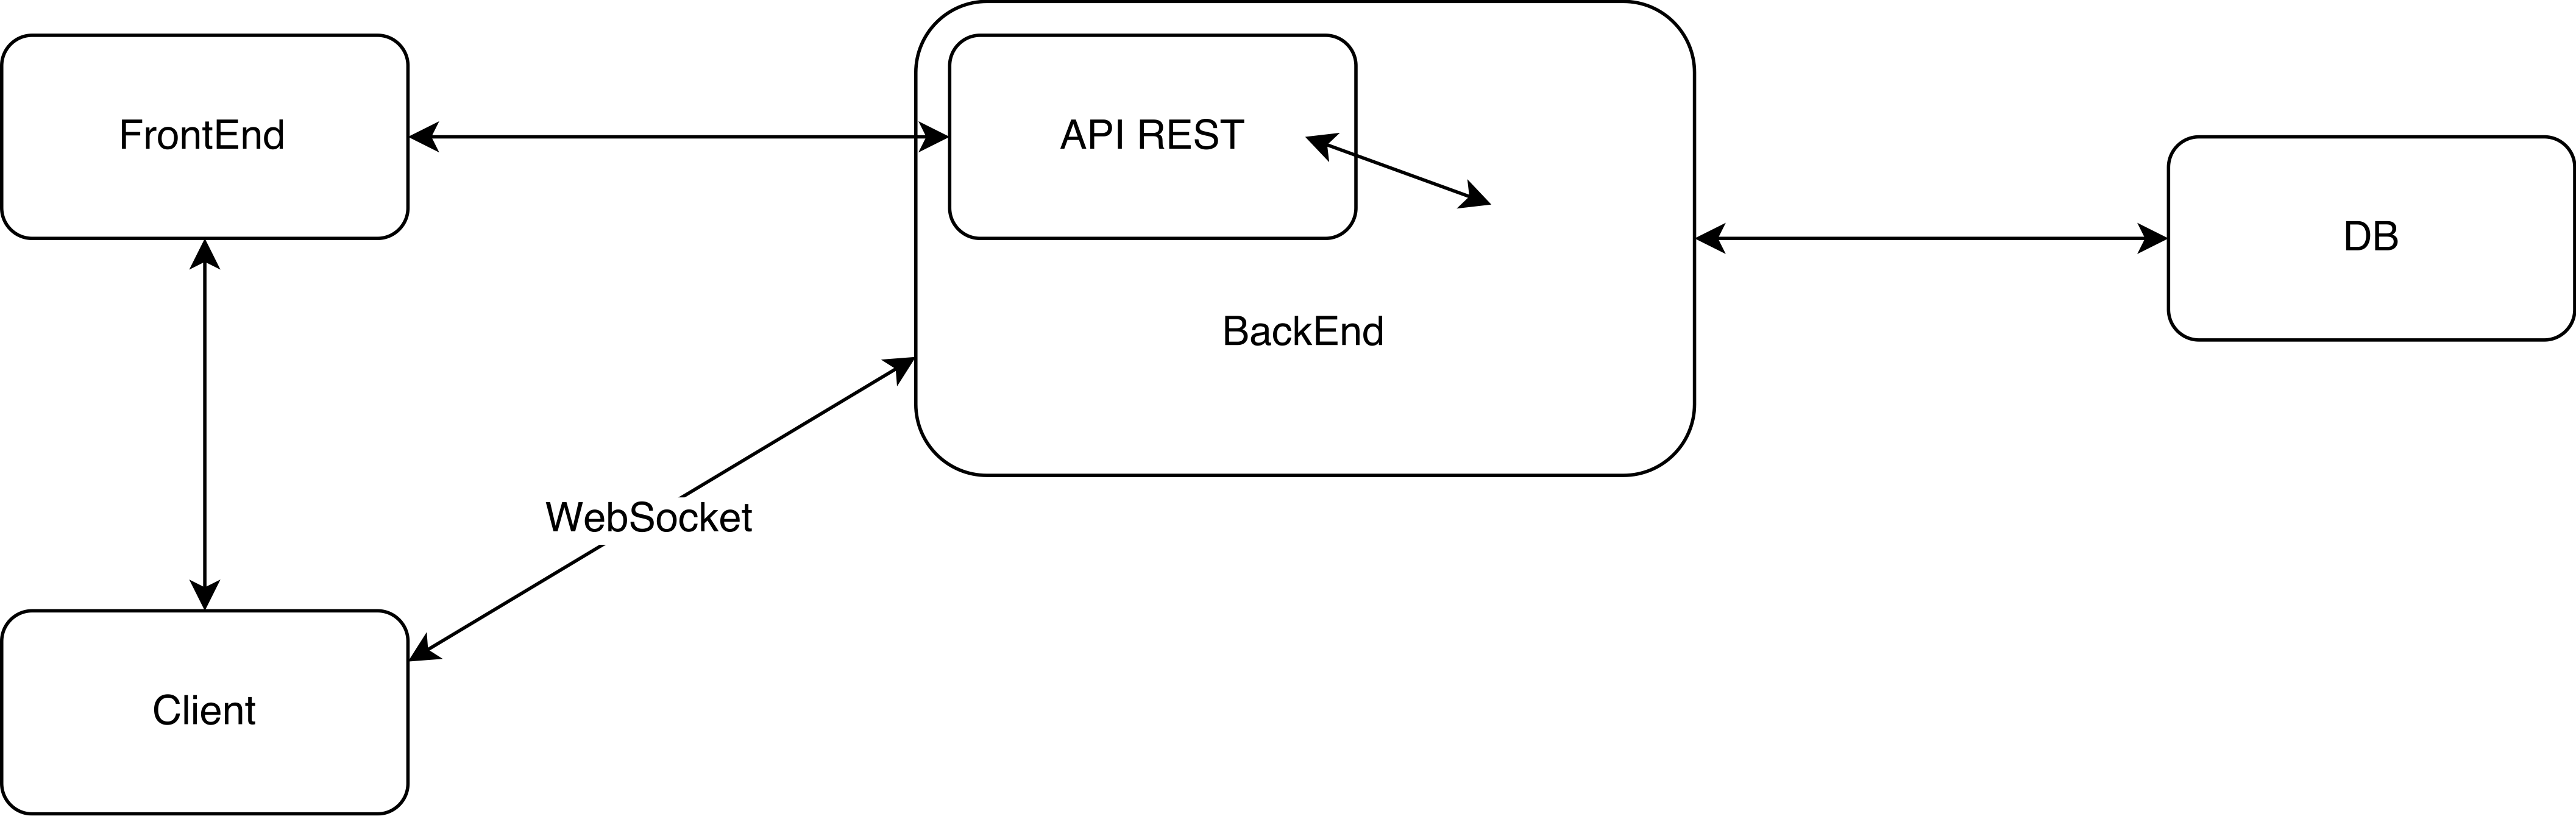 FrontEnd
API REST
DB
BackEnd
WebSocket
Client